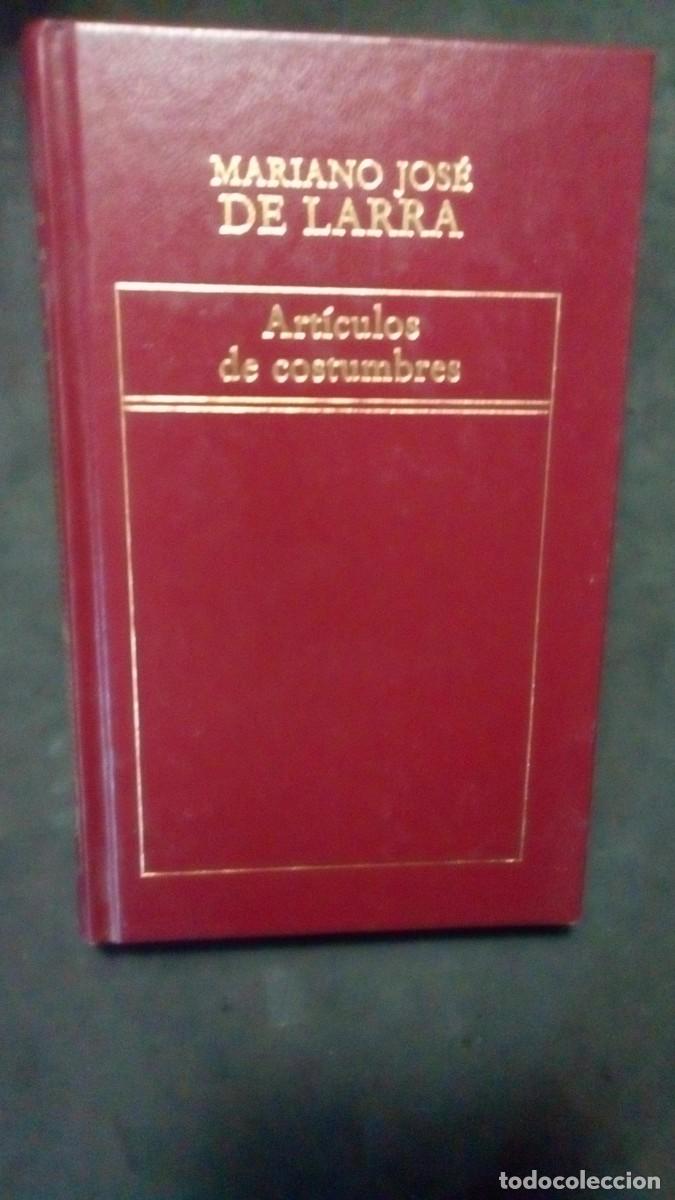 MARIANO JOSÉ
DE LARRA
Artículos
de costumbres
todocoleccion